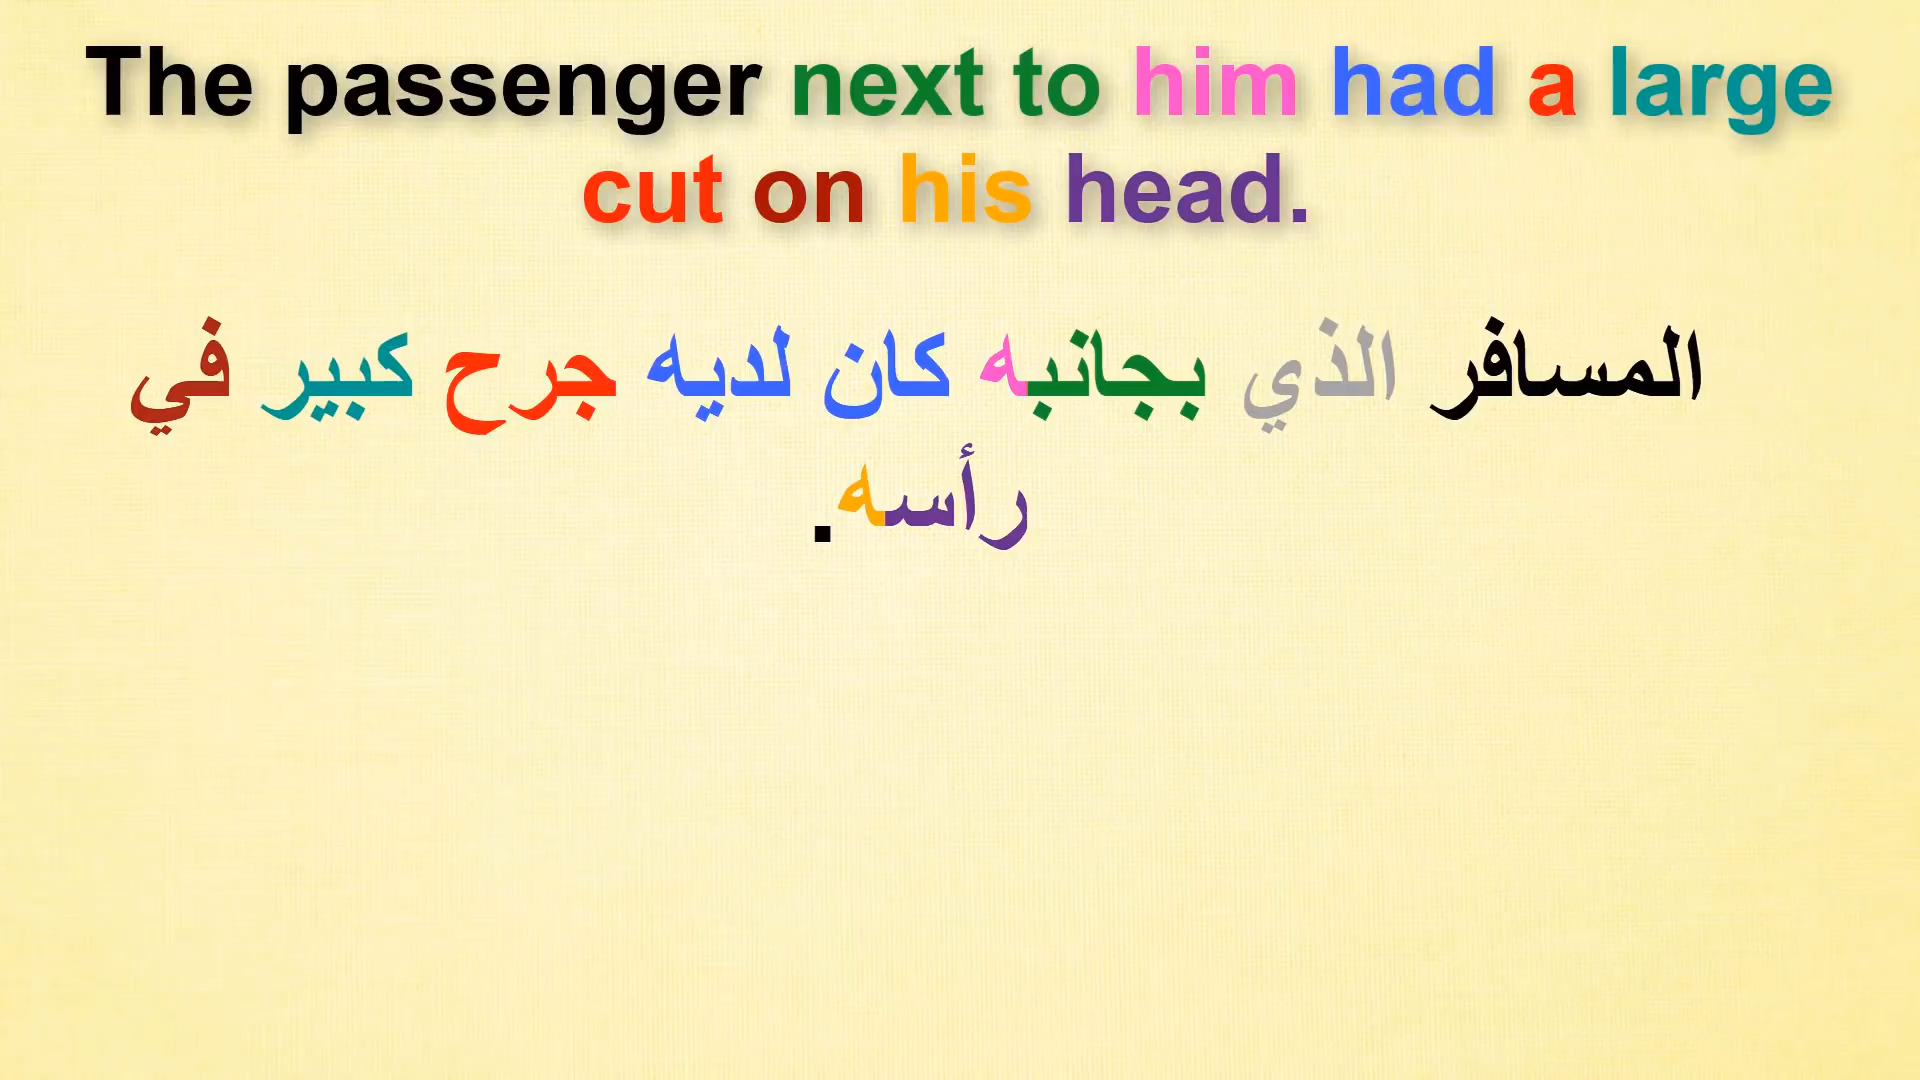 The passenger next to him had a large
cut on his head.
المسافر الذي بجانبه كان لديه جرح كبير في
رأسه.